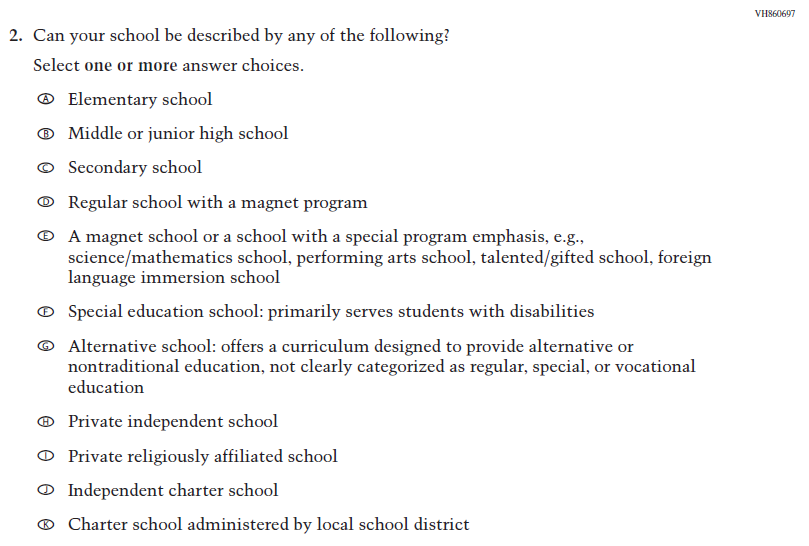 VH860697
2. Can your school be described by any of the following?
Select one or more answer choices.
A Elementary school
B Middle or junior high school
C Secondary school
D Regular school with a magnet program
E A magnet school or a school with a special program emphasis, e.g.,
science/mathematics school, performing arts school, talented/gifted school, foreign
language immersion school
F Special education school: primarily serves students with disabilities
G Alternative school: offers a curriculum designed to provide alternative or
nontraditional education, not clearly categorized as regular, special, or vocational
education
H Private independent school
I Private religiously affiliated school
J Independent charter school
K Charter school administered by local school district